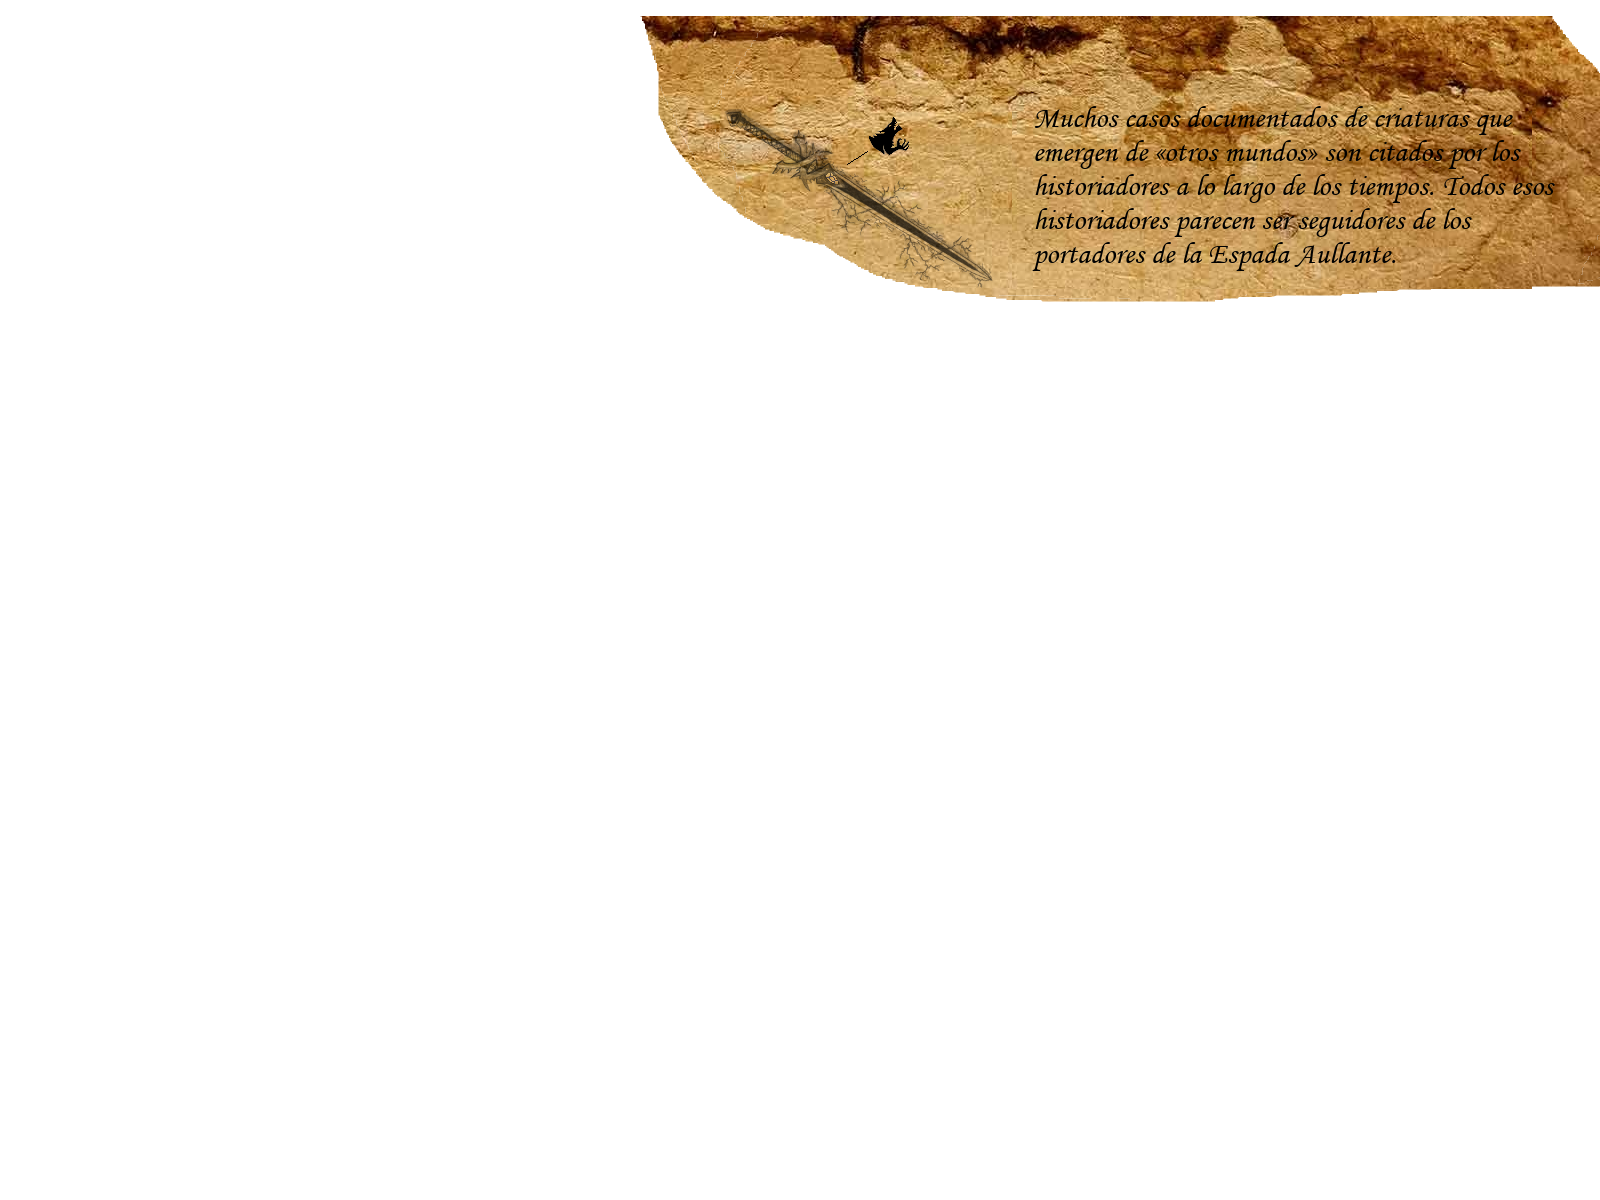 Muchos casos documentados de criaturas que
emergen de «otros mundos» son citados por los
historiadores a lo largo de los tiempos. Todos esos
historiadores parecen ser seguidores de los
portadores de la Espada Aullante.